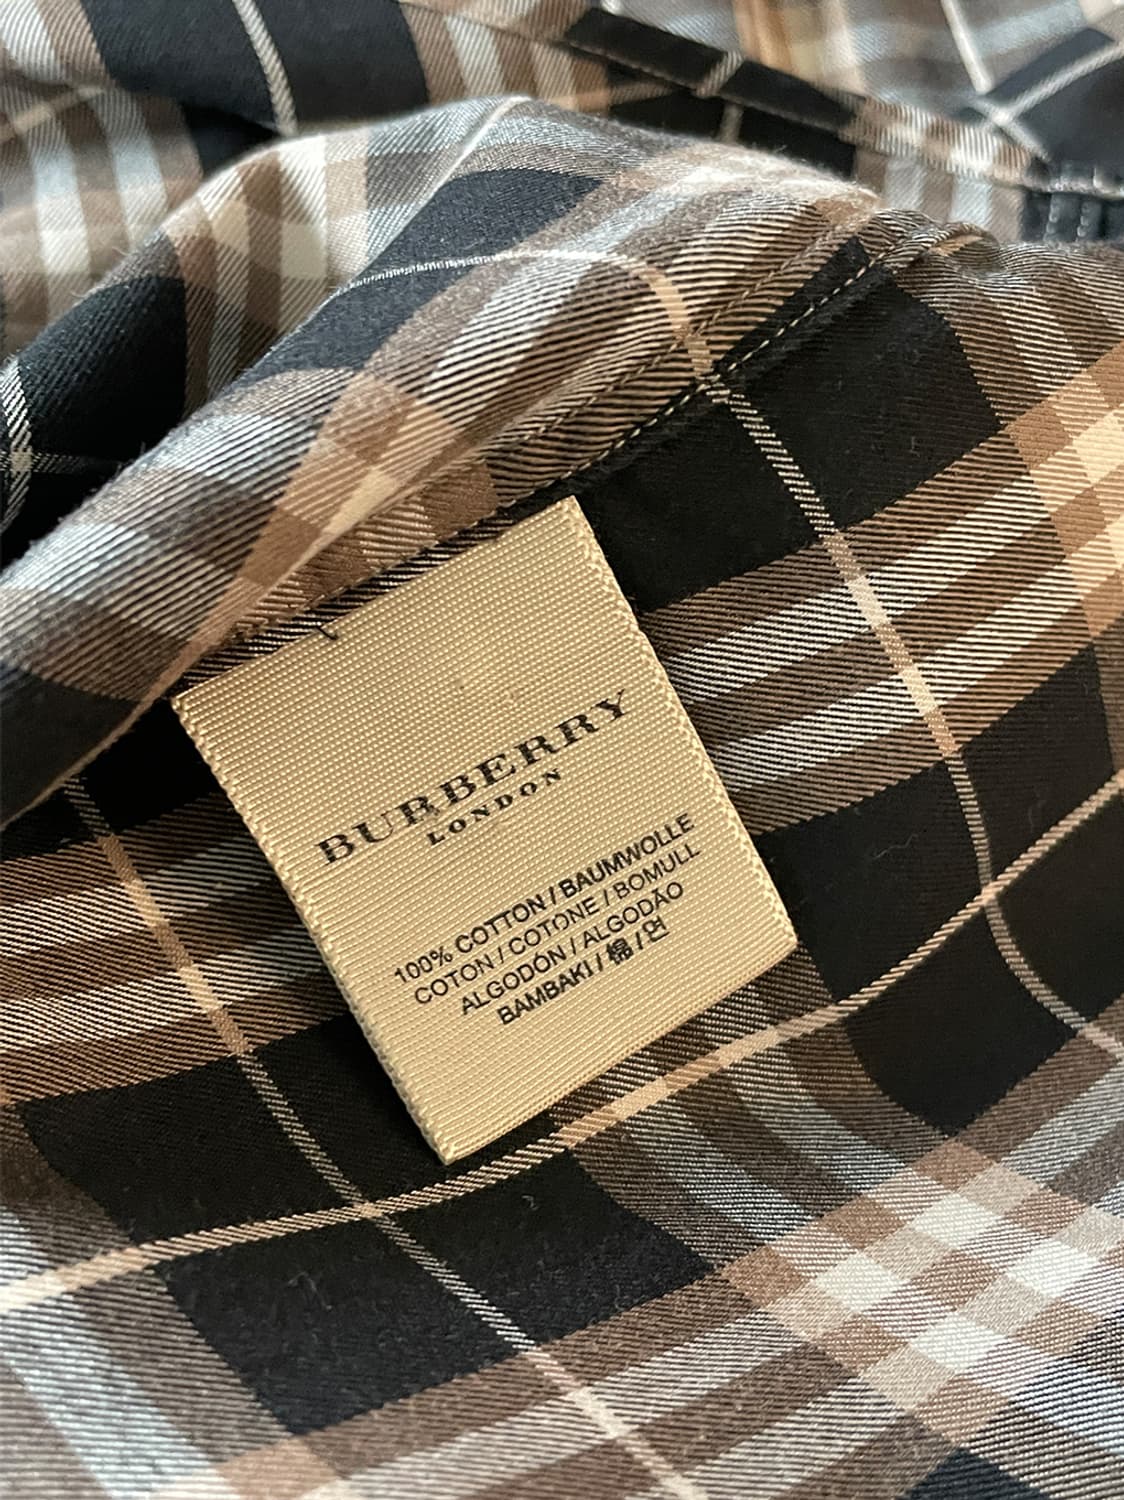 BURBERRY
LONDON
100% COTTON / BAUMWOLLE
COTON / COTONE / BOMULL
ALGODÓN / ALGODÃO
BAMBAKI / 棉 / 면